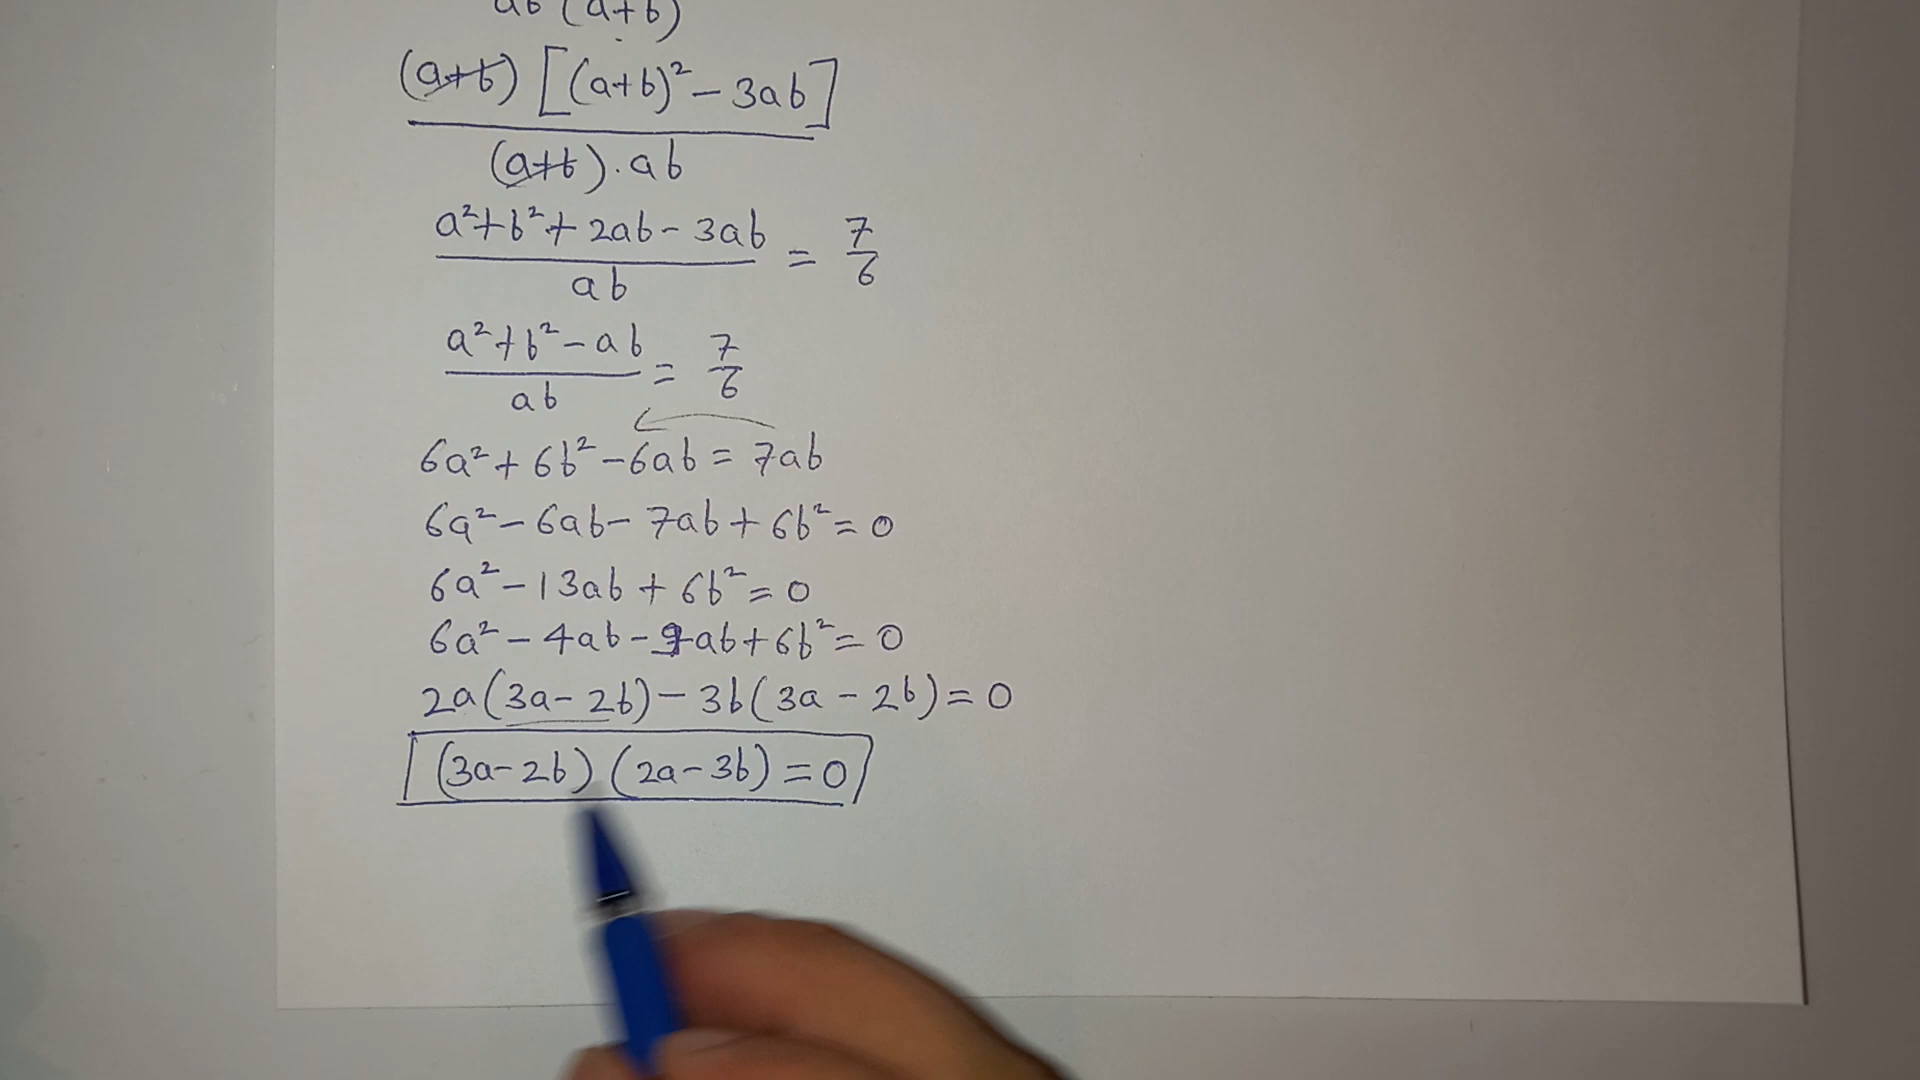 ab (a+b)
(a+b) [(a+b)² - 3ab]
(a+b) . ab
a² + b² + 2ab - 3ab = 7/6
ab
a² + b² - ab = 7/6
ab
6a² + 6b² - 6ab = 7ab
6a² - 6ab - 7ab + 6b² = 0
6a² - 13ab + 6b² = 0
6a² - 4ab - 9ab + 6b² = 0
2a(3a - 2b) - 3b(3a - 2b) = 0
(3a - 2b) (2a - 3b) = 0